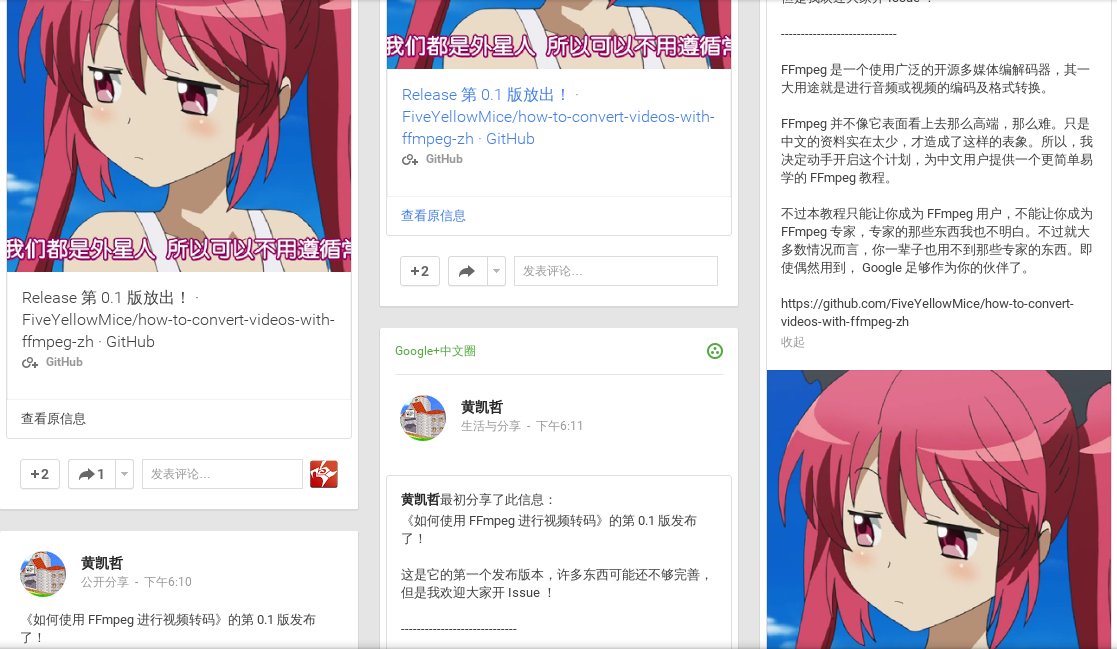 我们都是外星人 所以可以不用遵循常
Release 第 0.1 版放出！ ·
FiveYellowMice/how-to-convert-videos-with-
ffmpeg-zh · GitHub
GitHub
查看原信息
+2
1
发表评论...
黄凯哲
公开分享 - 下午6:10
《如何使用 FFmpeg 进行视频转码》的第 0.1 版发布
了！
我们都是外星人 所以可以不用遵循常
Release 第 0.1 版放出！ ·
FiveYellowMice/how-to-convert-videos-with-
ffmpeg-zh · GitHub
GitHub
查看原信息
+2
发表评论...
Google+中文圈
黄凯哲
生活与分享 - 下午6:11
黄凯哲最初分享了此信息：
《如何使用 FFmpeg 进行视频转码》的第 0.1 版发布
了！
这是它的第一个发布版本，许多东西可能还不够完善，
但是我欢迎大家开 Issue ！
-----------------------------
但是我欢迎大家开 Issue ！
-----------------------------
FFmpeg 是一个使用广泛的开源多媒体编解码器，其一
大用途就是进行音频或视频的编码及格式转换。
FFmpeg 并不像它表面看上去那么高端，那么难。只是
中文的资料实在太少，才造成了这样的表象。所以，我
决定动手开启这个计划，为中文用户提供一个更简单易
学的 FFmpeg 教程。
不过本教程只能让你成为 FFmpeg 用户，不能让你成为
FFmpeg 专家，专家的那些东西我也不明白。不过就大
多数情况而言，你一辈子也用不到那些专家的东西。即
使偶然用到， Google 足够作为你的伙伴了。
https://github.com/FiveYellowMice/how-to-convert-
videos-with-ffmpeg-zh
收起